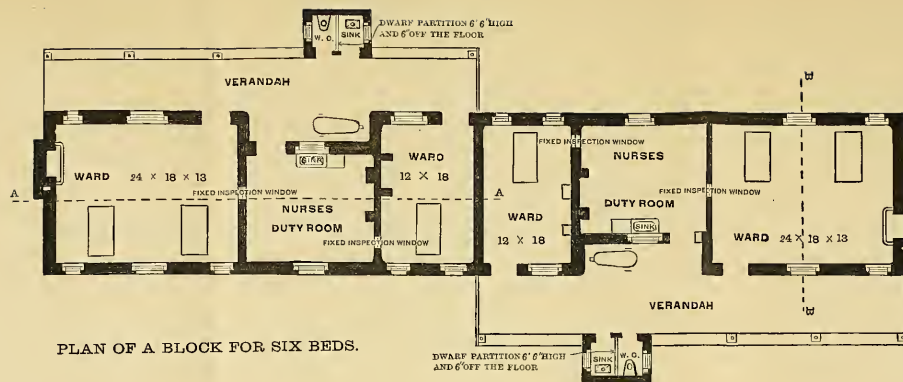 DWARF PARTITION 6' 6" HIGH
AND 6" OFF THE FLOOR
W. C.
SINK
VERANDAH
B
SINK
WARD 24 × 18 × 13
WARD
12 × 18
FIXED INSPECTION WINDOW
NURSES
DUTY ROOM
FIXED INSPECTION WINDOW
A
A
FIXED INSPECTION WINDOW
NURSES
DUTY ROOM
FIXED INSPECTION WINDOW
WARD
12 × 18
SINK
WARD 24 × 18 × 13
VERANDAH
B
PLAN OF A BLOCK FOR SIX BEDS.
DWARF PARTITION 6' 6" HIGH
AND 6" OFF THE FLOOR
SINK
W. C.